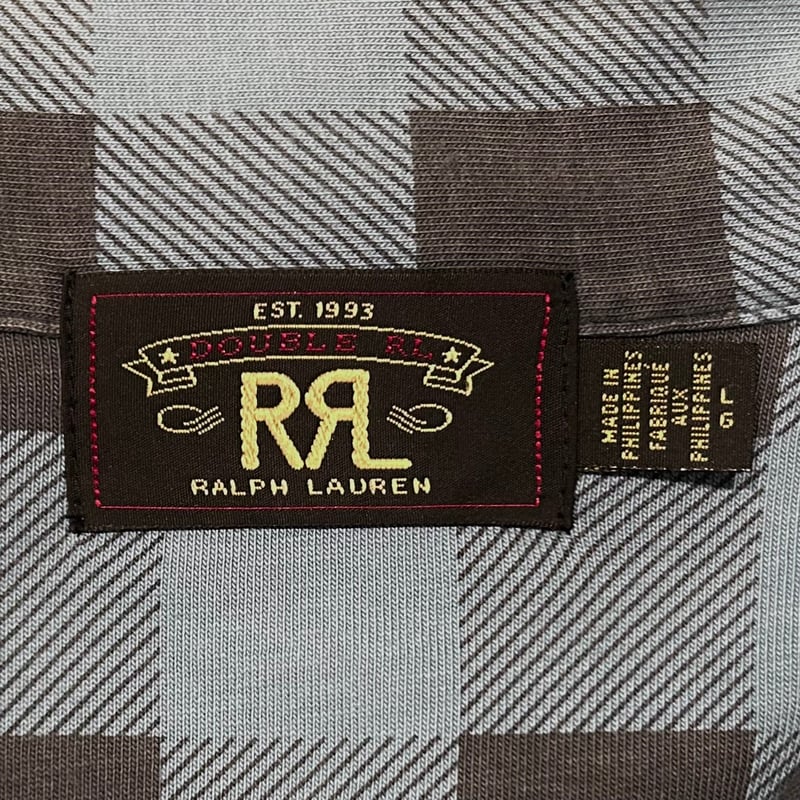 EST. 1993
DOUBLE RL
RRL
RALPH LAUREN
MADE IN
PHILIPPINES
FABRIQUÉ
AUX
PHILIPPINES
L
G